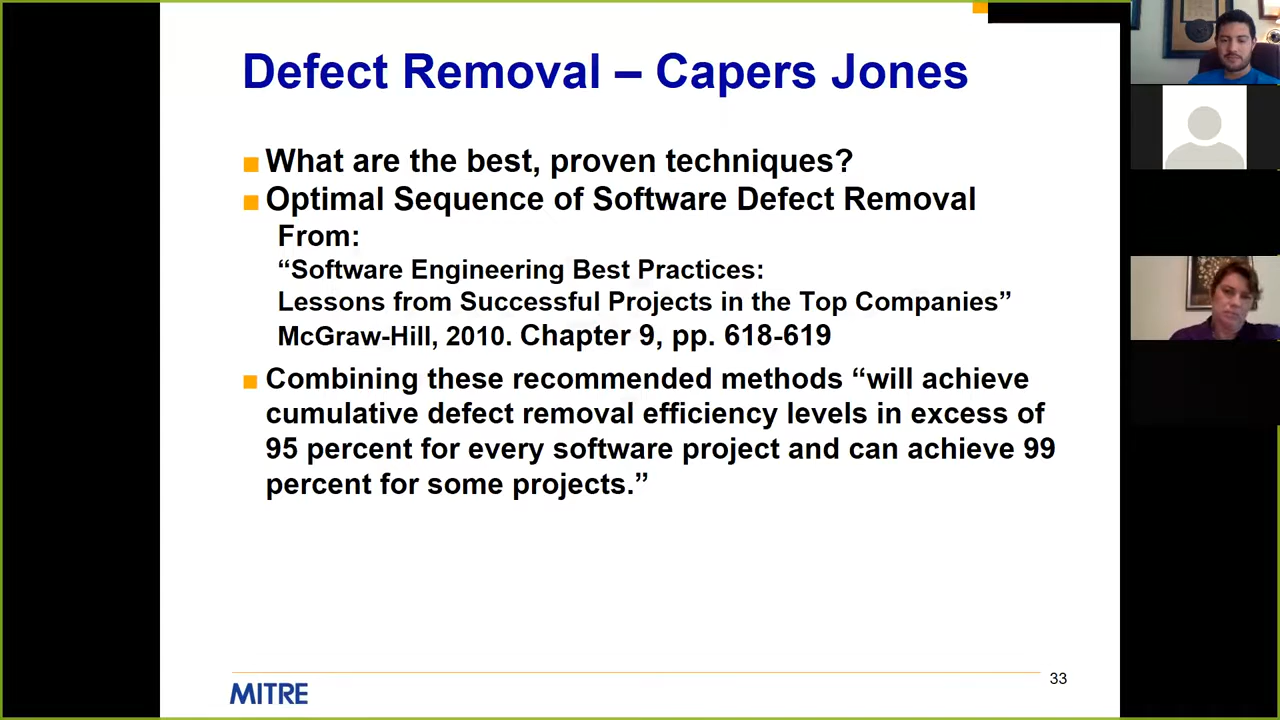 Defect Removal – Capers Jones
What are the best, proven techniques?
Optimal Sequence of Software Defect Removal
From:
“Software Engineering Best Practices:
Lessons from Successful Projects in the Top Companies”
McGraw-Hill, 2010. Chapter 9, pp. 618-619
Combining these recommended methods “will achieve
cumulative defect removal efficiency levels in excess of
95 percent for every software project and can achieve 99
percent for some projects.”
MITRE
33